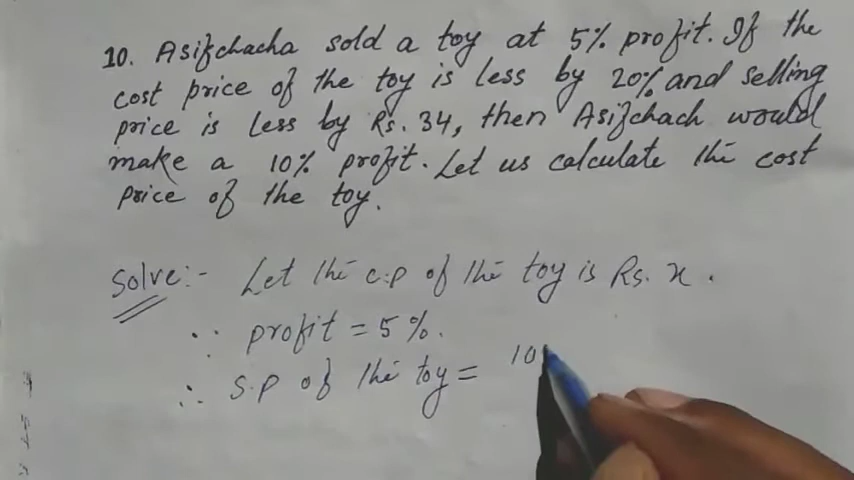 10. Asifchacha sold a toy at 5% profit. If the
cost price of the toy is less by 20% and selling
price is less by Rs. 34, then Asifchach would
make a 10% profit. Let us calculate the cost
price of the toy.
Solve:- Let the c.p of the toy is Rs. x.
∵ profit = 5%.
∴ S.P of the toy = 10